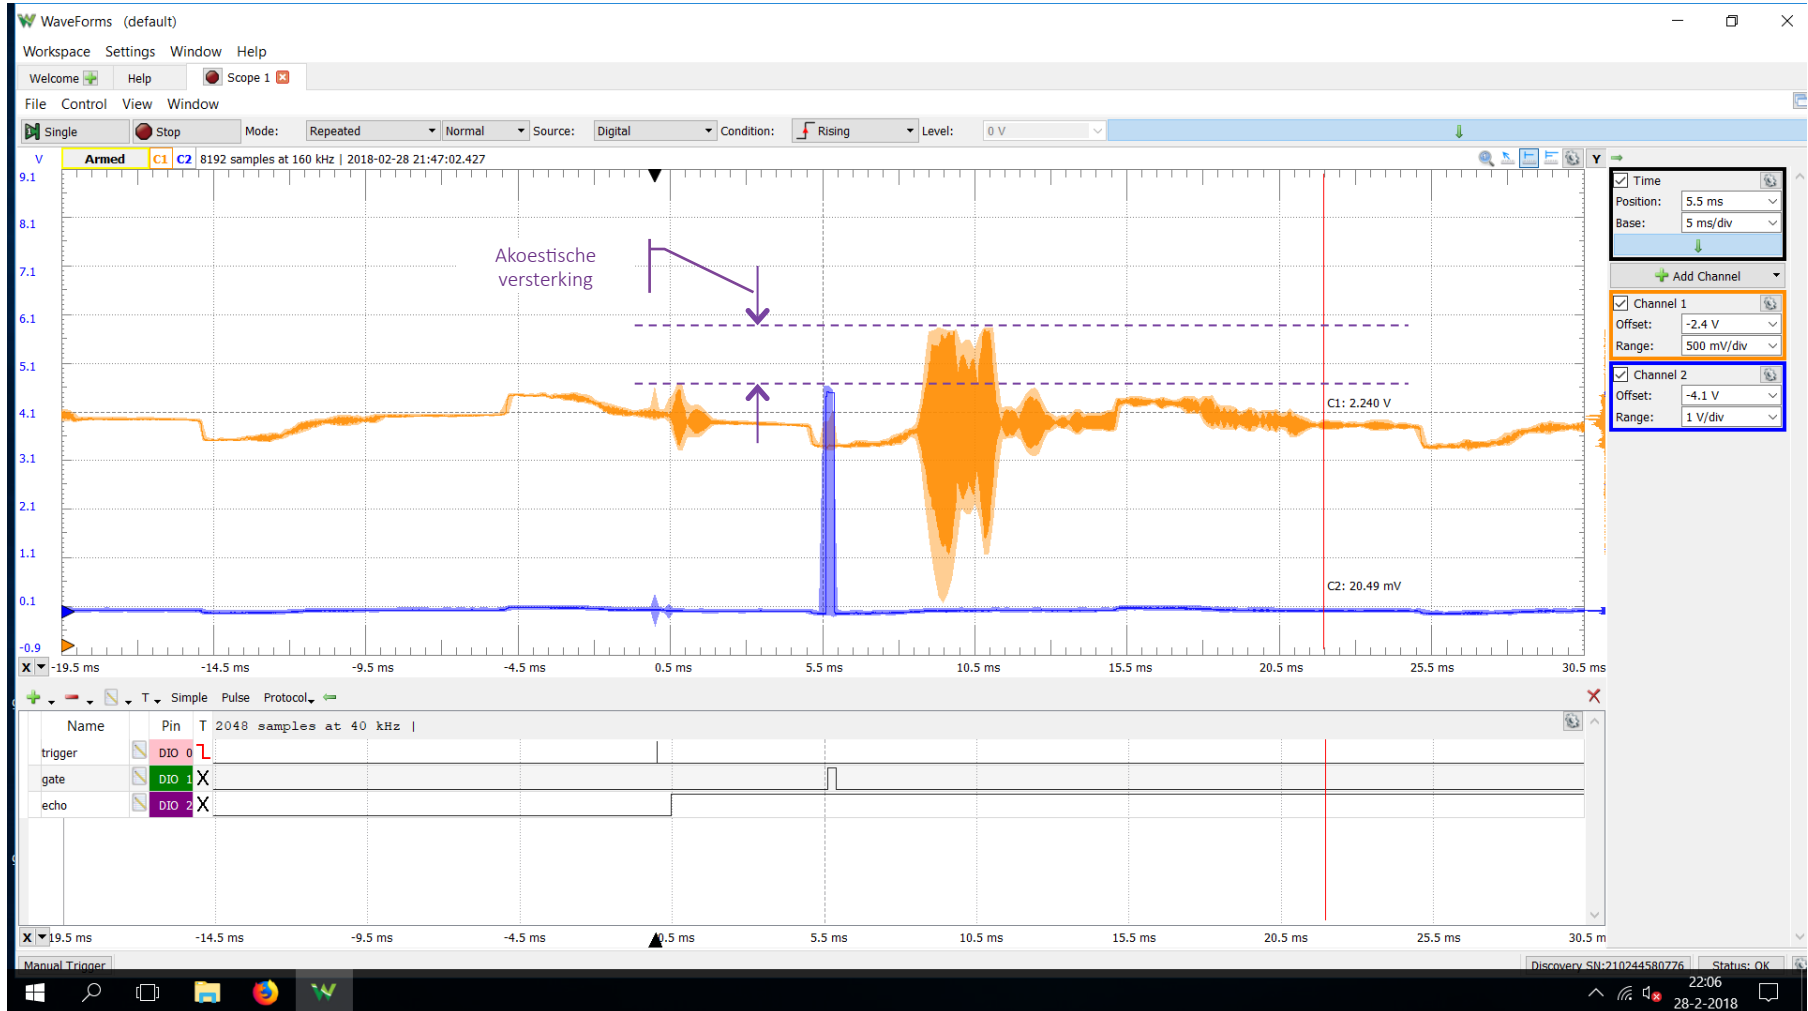 WaveForms (default)
Workspace Settings Window Help
Welcome Help Scope 1
File Control View Window
Single Stop Mode: Repeated Normal Source: Digital Condition: Rising Level: 0 V
V Armed C1 C2 8192 samples at 160 kHz | 2018-02-28 21:47:02.427 Y
9.1
8.1
7.1
6.1
5.1
4.1
3.1
2.1
1.1
0.1
-0.9
Akoestische
versterking
C1: 2.240 V
C2: 20.49 mV
X -19.5 ms -14.5 ms -9.5 ms -4.5 ms 0.5 ms 5.5 ms 10.5 ms 15.5 ms 20.5 ms 25.5 ms 30.5 ms
Time
Position: 5.5 ms
Base: 5 ms/div
Add Channel
Channel 1
Offset: -2.4 V
Range: 500 mV/div
Channel 2
Offset: -4.1 V
Range: 1 V/div
T Simple Pulse Protocol
Name Pin T 2048 samples at 40 kHz |
trigger DIO 0
gate DIO 1 X
echo DIO 2 X
X 19.5 ms -14.5 ms -9.5 ms -4.5 ms 0.5 ms 5.5 ms 10.5 ms 15.5 ms 20.5 ms 25.5 ms 30.5 m
Manual Trigger Discovery SN:210244580776 Status: OK
22:06
28-2-2018